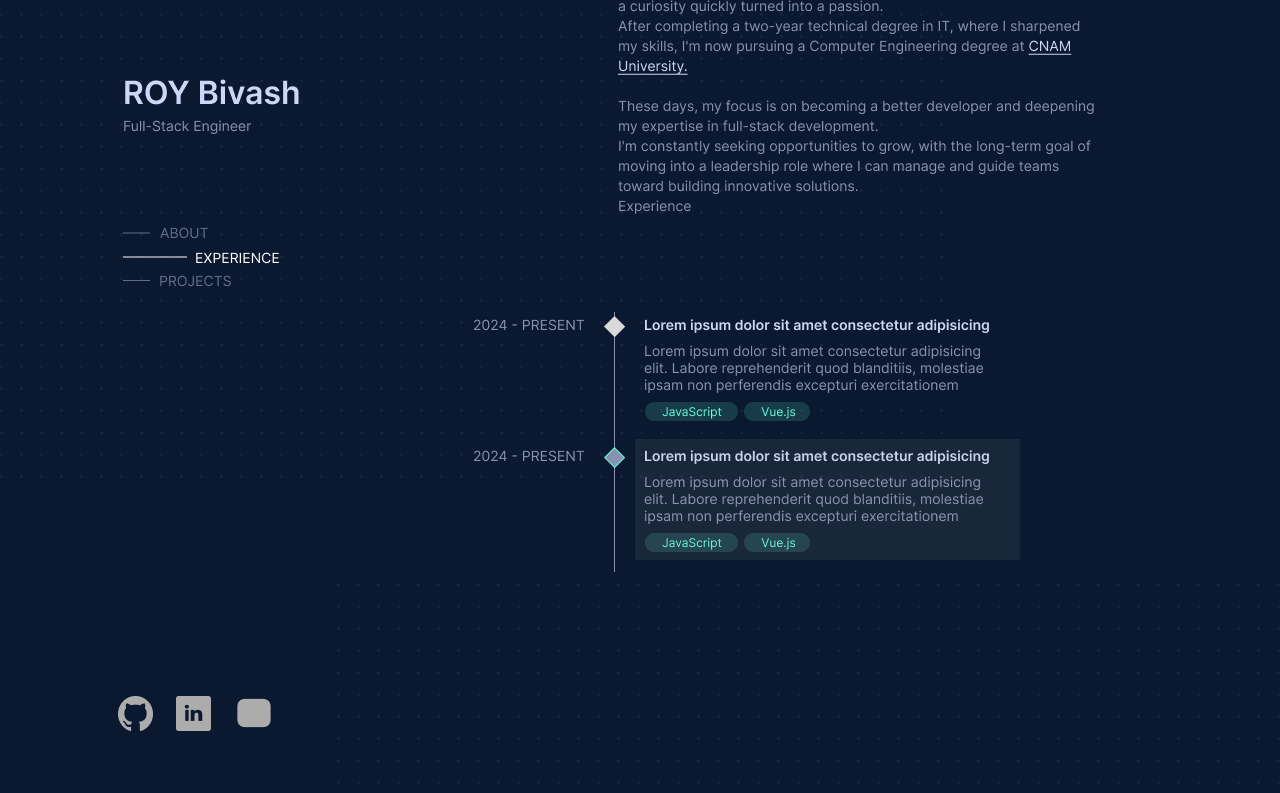 a curiosity quickly turned into a passion.
After completing a two-year technical degree in IT, where I sharpened
my skills, I'm now pursuing a Computer Engineering degree at CNAM
University.
ROY Bivash
Full-Stack Engineer
These days, my focus is on becoming a better developer and deepening
my expertise in full-stack development.
I'm constantly seeking opportunities to grow, with the long-term goal of
moving into a leadership role where I can manage and guide teams
toward building innovative solutions.
Experience
ABOUT
EXPERIENCE
PROJECTS
2024 - PRESENT
Lorem ipsum dolor sit amet consectetur adipisicing
Lorem ipsum dolor sit amet consectetur adipisicing
elit. Labore reprehenderit quod blanditiis, molestiae
ipsam non perferendis excepturi exercitationem
JavaScript
Vue.js
2024 - PRESENT
Lorem ipsum dolor sit amet consectetur adipisicing
Lorem ipsum dolor sit amet consectetur adipisicing
elit. Labore reprehenderit quod blanditiis, molestiae
ipsam non perferendis excepturi exercitationem
JavaScript
Vue.js
in